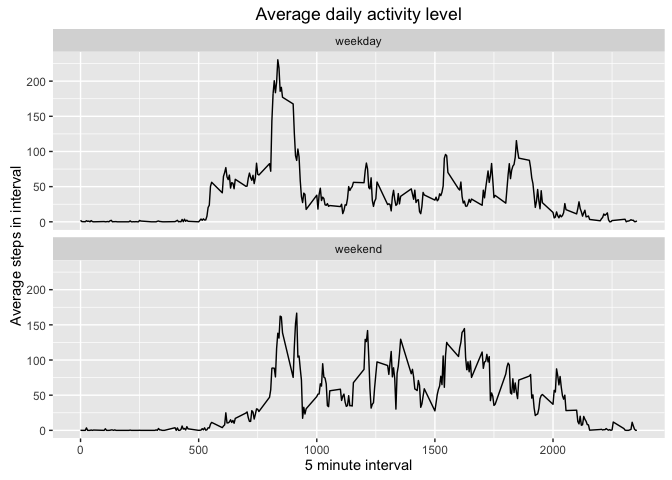 Average daily activity level
weekday
200
150
100
50
0
Average steps in interval
weekend
200
150
100
50
0
0 500 1000 1500 2000
5 minute interval